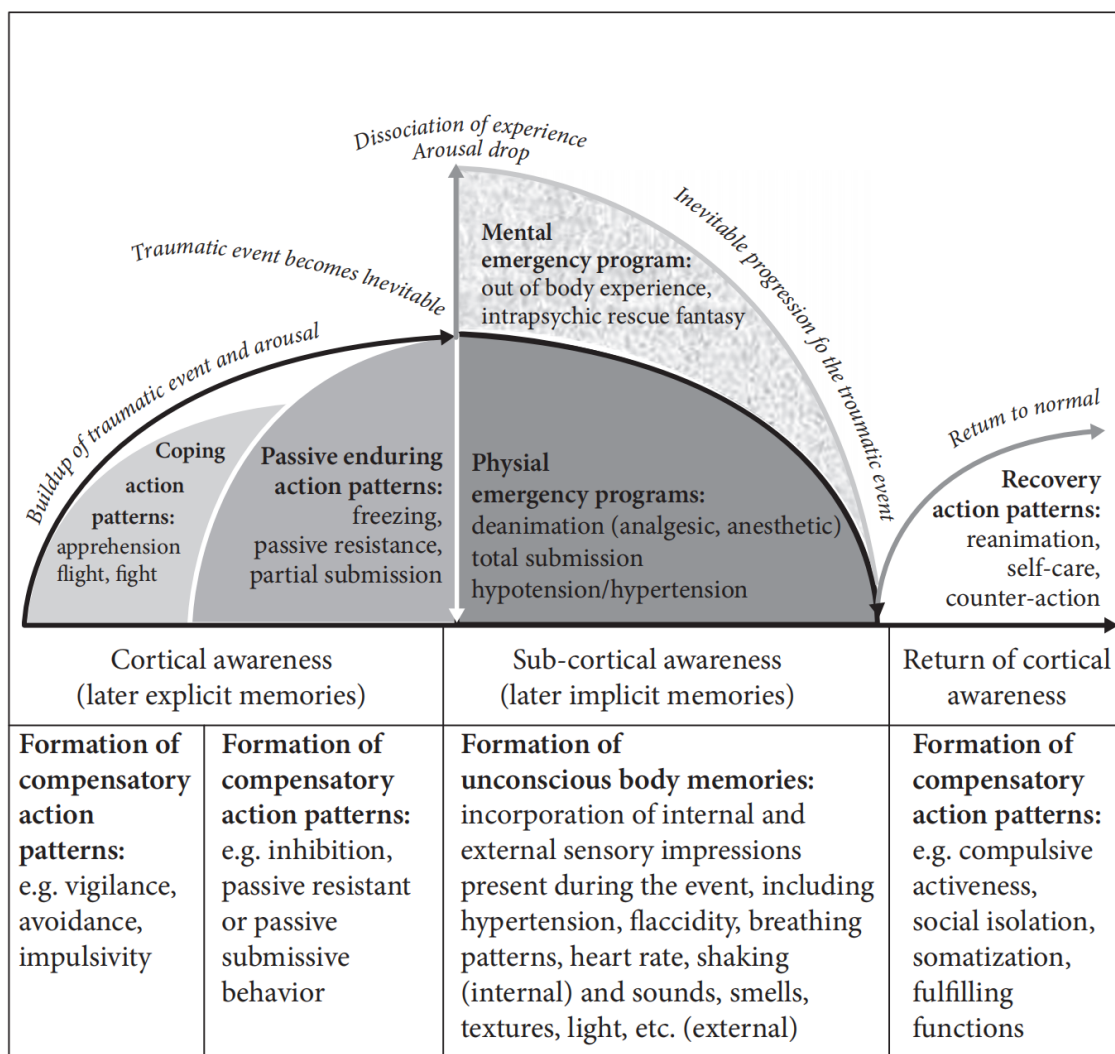 Dissociation of experience
Arousal drop
Traumatic event becomes Inevitable
Buildup of traumatic event and arousal
Inevitable progression fo the troumatic event
Return to normal
Coping
action
patterns:
apprehension
flight, fight
Passive enduring
action patterns:
freezing,
passive resistance,
partial submission
Mental
emergency program:
out of body experience,
intrapsychic rescue fantasy
Physial
emergency programs:
deanimation (analgesic, anesthetic)
total submission
hypotension/hypertension
Recovery
action patterns:
reanimation,
self-care,
counter-action
Cortical awareness
(later explicit memories)
Sub-cortical awareness
(later implicit memories)
Return of cortical
awareness
Formation of
compensatory
action
patterns:
e.g. vigilance,
avoidance,
impulsivity
Formation of
compensatory
action patterns:
e.g. inhibition,
passive resistant
or passive
submissive
behavior
Formation of
unconscious body memories:
incorporation of internal and
external sensory impressions
present during the event, including
hypertension, flaccidity, breathing
patterns, heart rate, shaking
(internal) and sounds, smells,
textures, light, etc. (external)
Formation of
compensatory
action patterns:
e.g. compulsive
activeness,
social isolation,
somatization,
fulfilling
functions